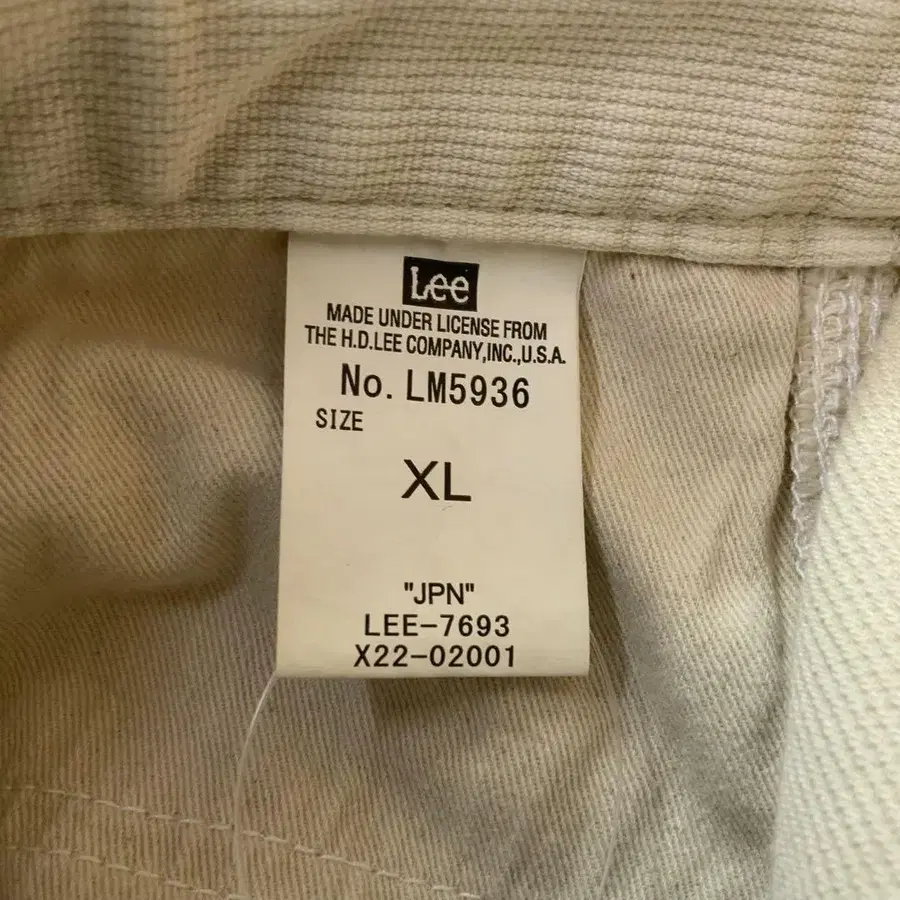 Lee
MADE UNDER LICENSE FROM
THE H.D.LEE COMPANY,INC.,U.S.A.
No. LM5936
SIZE
XL
"JPN"
LEE-7693
X22-02001